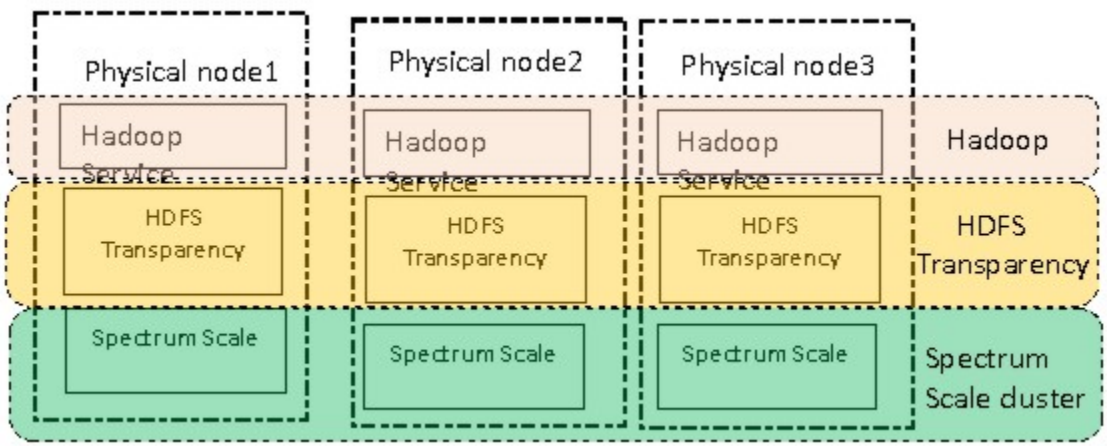 Physical node1
Physical node2
Physical node3
Hadoop
Service
Hadoop
Service
Hadoop
Service
Hadoop
HDFS
Transparency
HDFS
Transparency
HDFS
Transparency
HDFS
Transparency
Spectrum Scale
Spectrum Scale
Spectrum Scale
Spectrum
Scale cluster